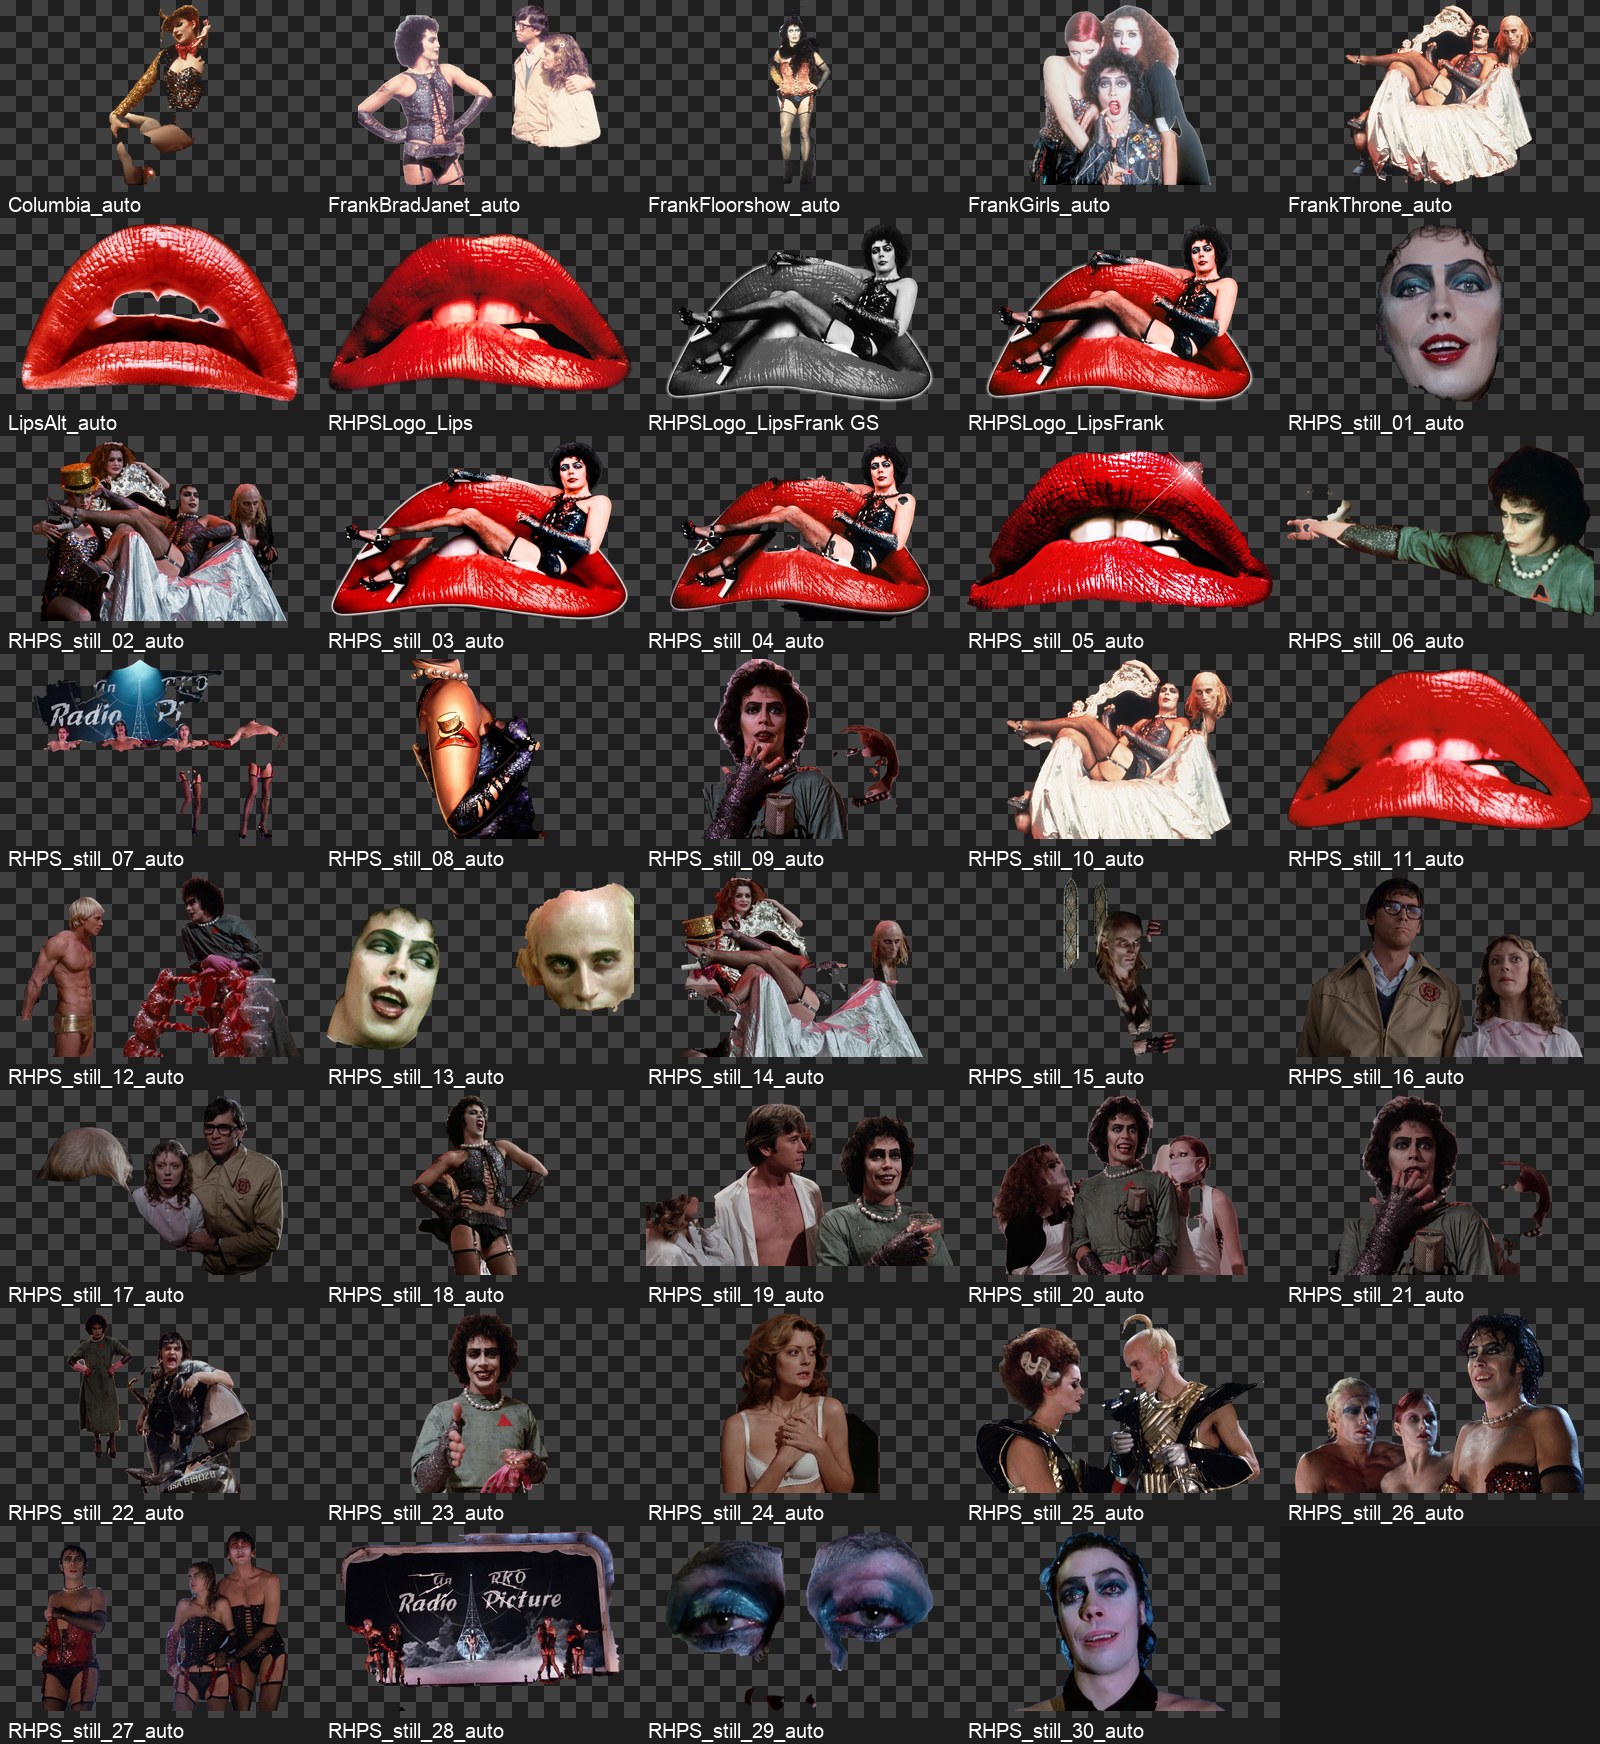 Columbia_auto
FrankBradJanet_auto
FrankFloorshow_auto
FrankGirls_auto
FrankThrone_auto
LipsAlt_auto
RHPSLogo_Lips
RHPSLogo_LipsFrank GS
RHPSLogo_LipsFrank
RHPS_still_01_auto
RHPS_still_02_auto
RHPS_still_03_auto
RHPS_still_04_auto
RHPS_still_05_auto
RHPS_still_06_auto
An
Radio Pi
RHPS_still_07_auto
RHPS_still_08_auto
RHPS_still_09_auto
RHPS_still_10_auto
RHPS_still_11_auto
RHPS_still_12_auto
RHPS_still_13_auto
RHPS_still_14_auto
RHPS_still_15_auto
RHPS_still_16_auto
RHPS_still_17_auto
RHPS_still_18_auto
RHPS_still_19_auto
RHPS_still_20_auto
RHPS_still_21_auto
RHPS_still_22_auto
RHPS_still_23_auto
RHPS_still_24_auto
RHPS_still_25_auto
RHPS_still_26_auto
An RKO
Radio Picture
RHPS_still_27_auto
RHPS_still_28_auto
RHPS_still_29_auto
RHPS_still_30_auto